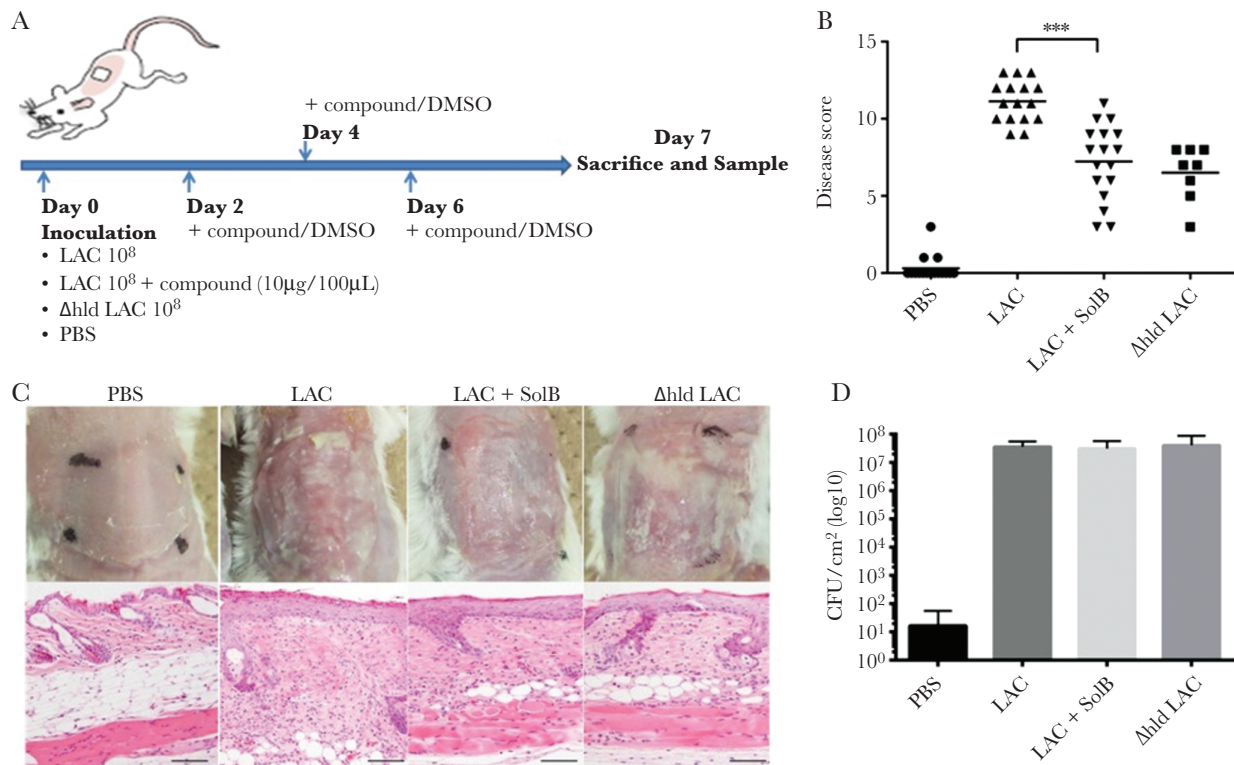 A
+ compound/DMSO
Day 4
Day 7
Sacrifice and Sample
Day 0
Inoculation
Day 2
+ compound/DMSO
Day 6
+ compound/DMSO
• LAC 10⁸
• LAC 10⁸ + compound (10μg/100μL)
• Δhld LAC 10⁸
• PBS
B
***
Disease score
15
10
5
0
PBS
LAC
LAC + SolB
Δhld LAC
C
PBS
LAC
LAC + SolB
Δhld LAC
D
CFU/cm² (log10)
10⁸
10⁷
10⁶
10⁵
10⁴
10³
10²
10¹
10⁰
PBS
LAC
LAC + SolB
Δhld LAC